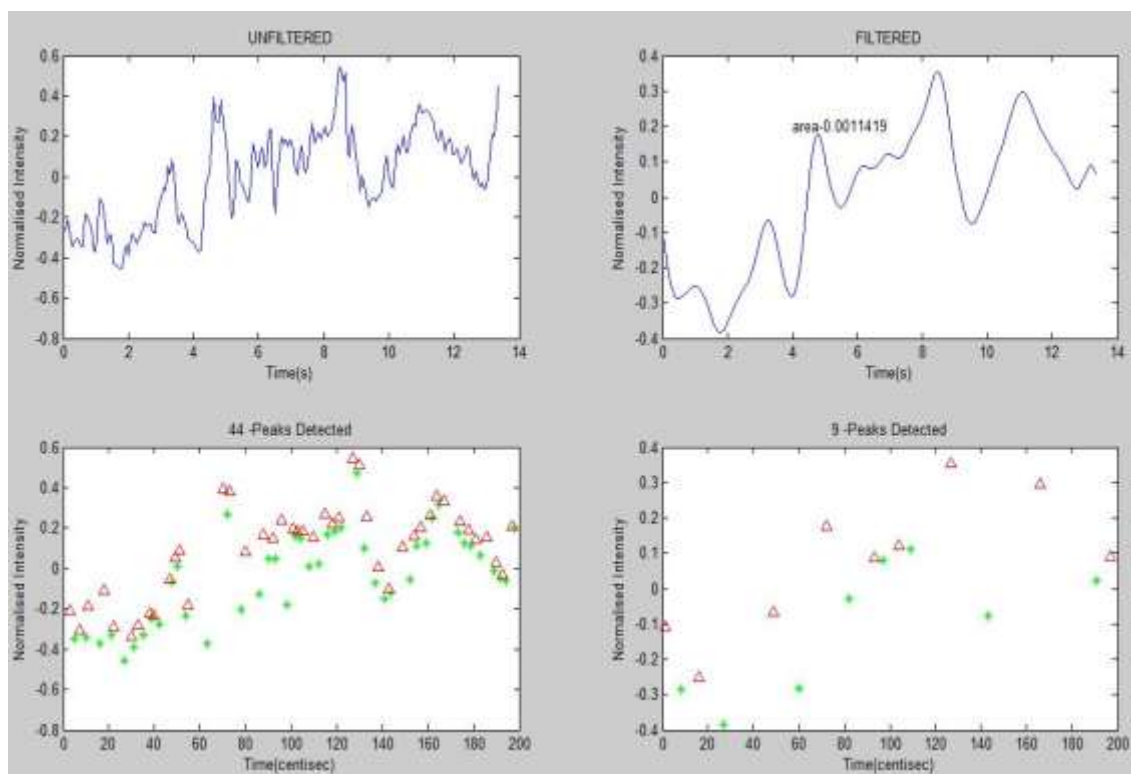 UNFILTERED
0.6
0.4
0.2
0
-0.2
-0.4
-0.6
-0.8
Normalised Intensity
0 2 4 6 8 10 12 14
Time(s)
FILTERED
0.4
0.3
0.2
0.1
0
-0.1
-0.2
-0.3
-0.4
Normalised Intensity
area-0.0011419
0 2 4 6 8 10 12 14
Time(s)
44 -Peaks Detected
0.6
0.4
0.2
0
-0.2
-0.4
-0.6
-0.8
Normalised Intensity
0 20 40 60 80 100 120 140 160 180 200
Time(centisec)
9 -Peaks Detected
0.4
0.3
0.2
0.1
0
-0.1
-0.2
-0.3
-0.4
Normalised Intensity
0 20 40 60 80 100 120 140 160 180 200
Time(centisec)